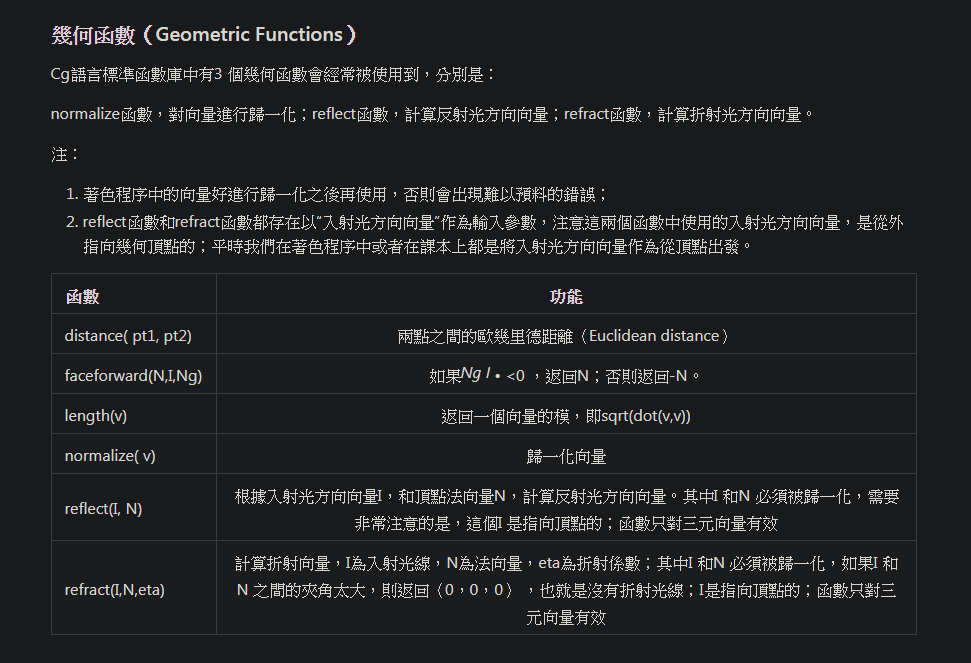 幾何函數（Geometric Functions）
Cg語言標準函數庫中有3 個幾何函數會經常被使用到，分別是：
normalize函數，對向量進行歸一化；reflect函數，計算反射光方向向量；refract函數，計算折射光方向向量。
注：
1. 著色程序中的向量好進行歸一化之後再使用，否則會出現難以預料的錯誤；
2. reflect函數和refract函數都存在以“入射光方向向量”作為輸入參數，注意這兩個函數中使用的入射光方向向量，是從外
指向幾何頂點的；平時我們在著色程序中或者在課本上都是將入射光方向向量作為從頂點出發。
函數 功能
distance( pt1, pt2) 兩點之間的歐幾里德距離（Euclidean distance）
faceforward(N,I,Ng) 如果Ng I • <0 ，返回N；否則返回-N。
length(v) 返回一個向量的模，即sqrt(dot(v,v))
normalize( v) 歸一化向量
reflect(I, N) 根據入射光方向向量I，和頂點法向量N，計算反射光方向向量。其中I 和N 必須被歸一化，需要
非常注意的是，這個I 是指向頂點的；函數只對三元向量有效
refract(I,N,eta) 計算折射向量，I為入射光線，N為法向量，eta為折射係數；其中I 和N 必須被歸一化，如果I 和
N 之間的夾角太大，則返回（0，0，0） ，也就是沒有折射光線；I是指向頂點的；函數只對三
元向量有效